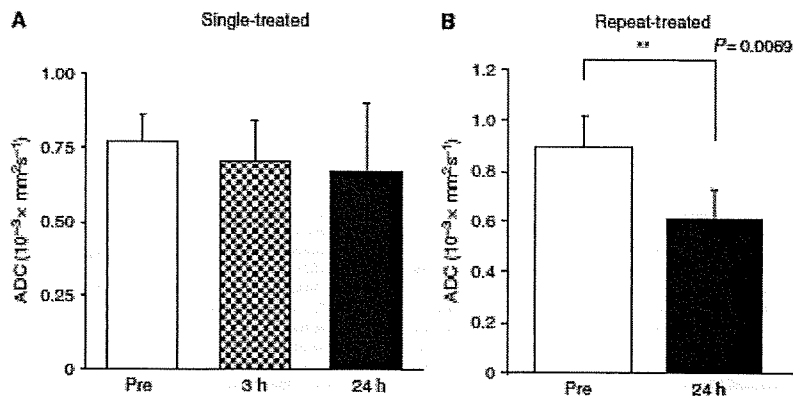 A
Single-treated
1.00
0.75
0.50
0.25
0
ADC (10⁻³× mm²s⁻¹)
Pre
3 h
24 h
B
Repeat-treated
** P= 0.0069
1.2
1.0
0.8
0.6
0.4
0.2
0
ADC (10⁻³× mm²s⁻¹)
Pre
24 h